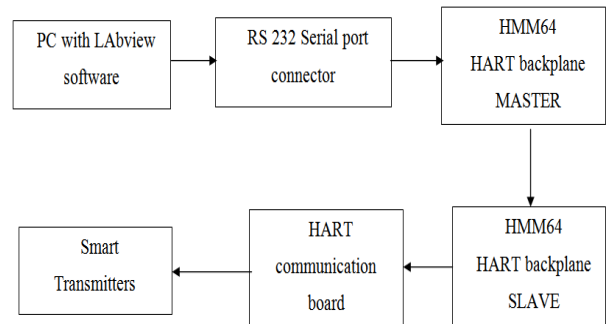 PC with LAbview
software
RS 232 Serial port
connector
HMM64
HART backplane
MASTER
Smart
Transmitters
HART
communication
board
HMM64
HART backplane
SLAVE